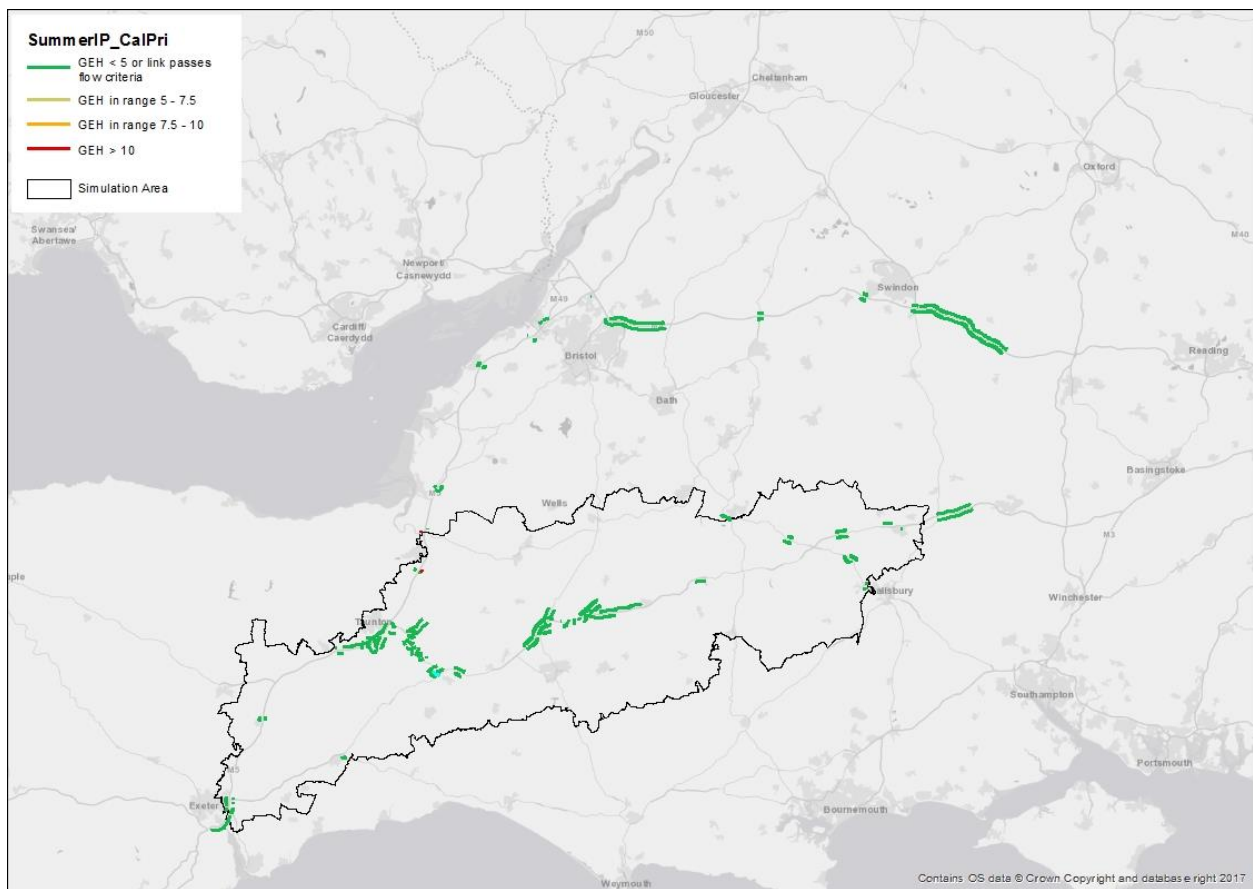 SummerIP_CalPri
GEH < 5 or link passes
flow criteria
GEH in range 5 - 7.5
GEH in range 7.5 - 10
GEH > 10
Simulation Area
M50
Cheltenham
Gloucester
Oxford
M40
Swansea/
Abertawe
Newport/
Casnewydd
M49
Swindon
Cardiff/
Caerdydd
Bristol
Reading
Bath
Basingstoke
M5
Wells
M3
Salisbury
Winchester
Taunton
Southampton
M5
Portsmouth
Exeter
Bournemouth
Weymouth
Contains OS data © Crown Copyright and database right 2017